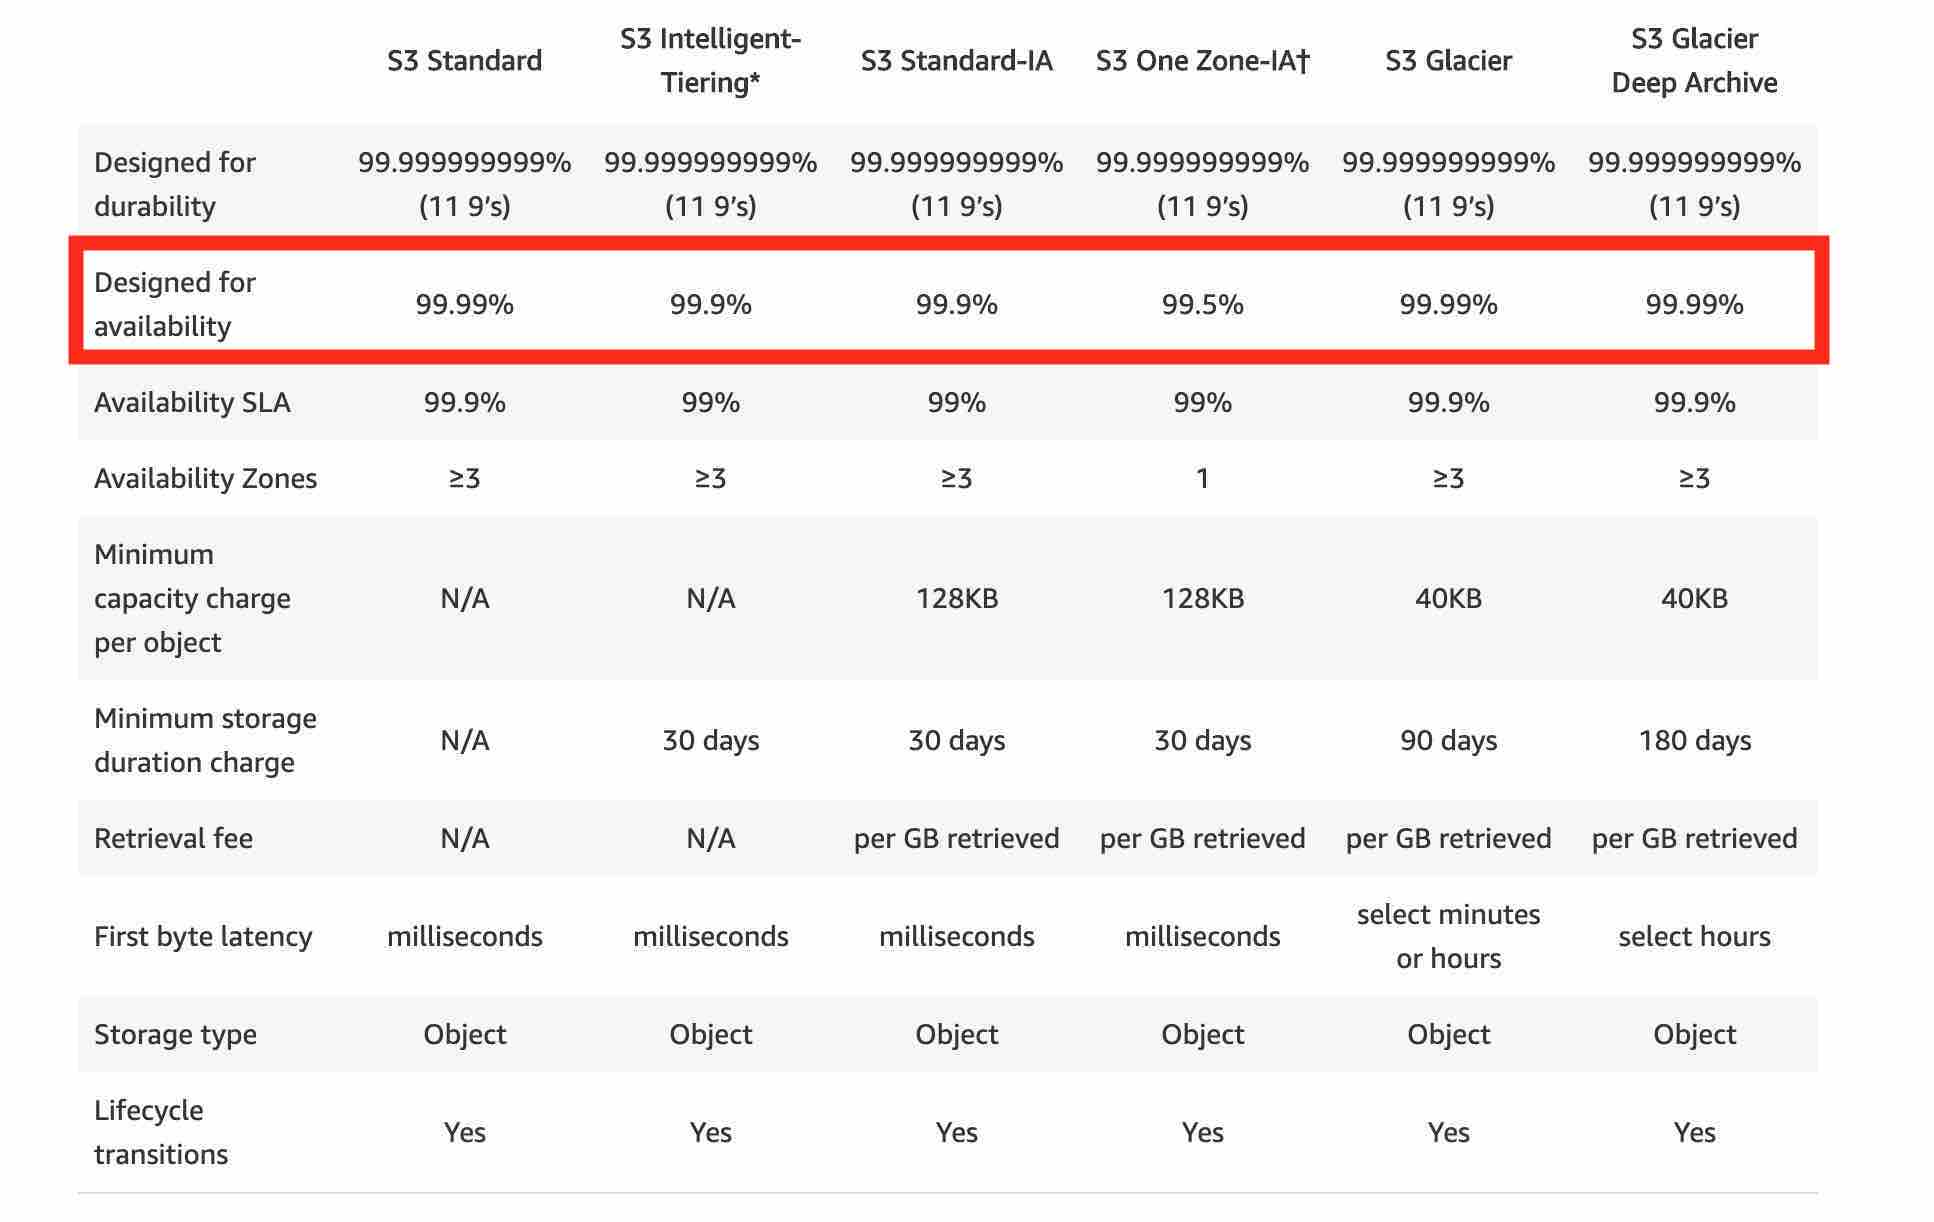 S3 Standard S3 Intelligent- S3 Standard-IA S3 One Zone-IA† S3 Glacier S3 Glacier
Tiering* Deep Archive
Designed for 99.999999999% 99.999999999% 99.999999999% 99.999999999% 99.999999999% 99.999999999%
durability (11 9’s) (11 9’s) (11 9’s) (11 9’s) (11 9’s) (11 9’s)
Designed for
availability 99.99% 99.9% 99.9% 99.5% 99.99% 99.99%
Availability SLA 99.9% 99% 99% 99% 99.9% 99.9%
Availability Zones ≥3 ≥3 ≥3 1 ≥3 ≥3
Minimum
capacity charge N/A N/A 128KB 128KB 40KB 40KB
per object
Minimum storage
duration charge N/A 30 days 30 days 30 days 90 days 180 days
Retrieval fee N/A N/A per GB retrieved per GB retrieved per GB retrieved per GB retrieved
First byte latency milliseconds milliseconds milliseconds milliseconds select minutes select hours
or hours
Storage type Object Object Object Object Object Object
Lifecycle
transitions Yes Yes Yes Yes Yes Yes